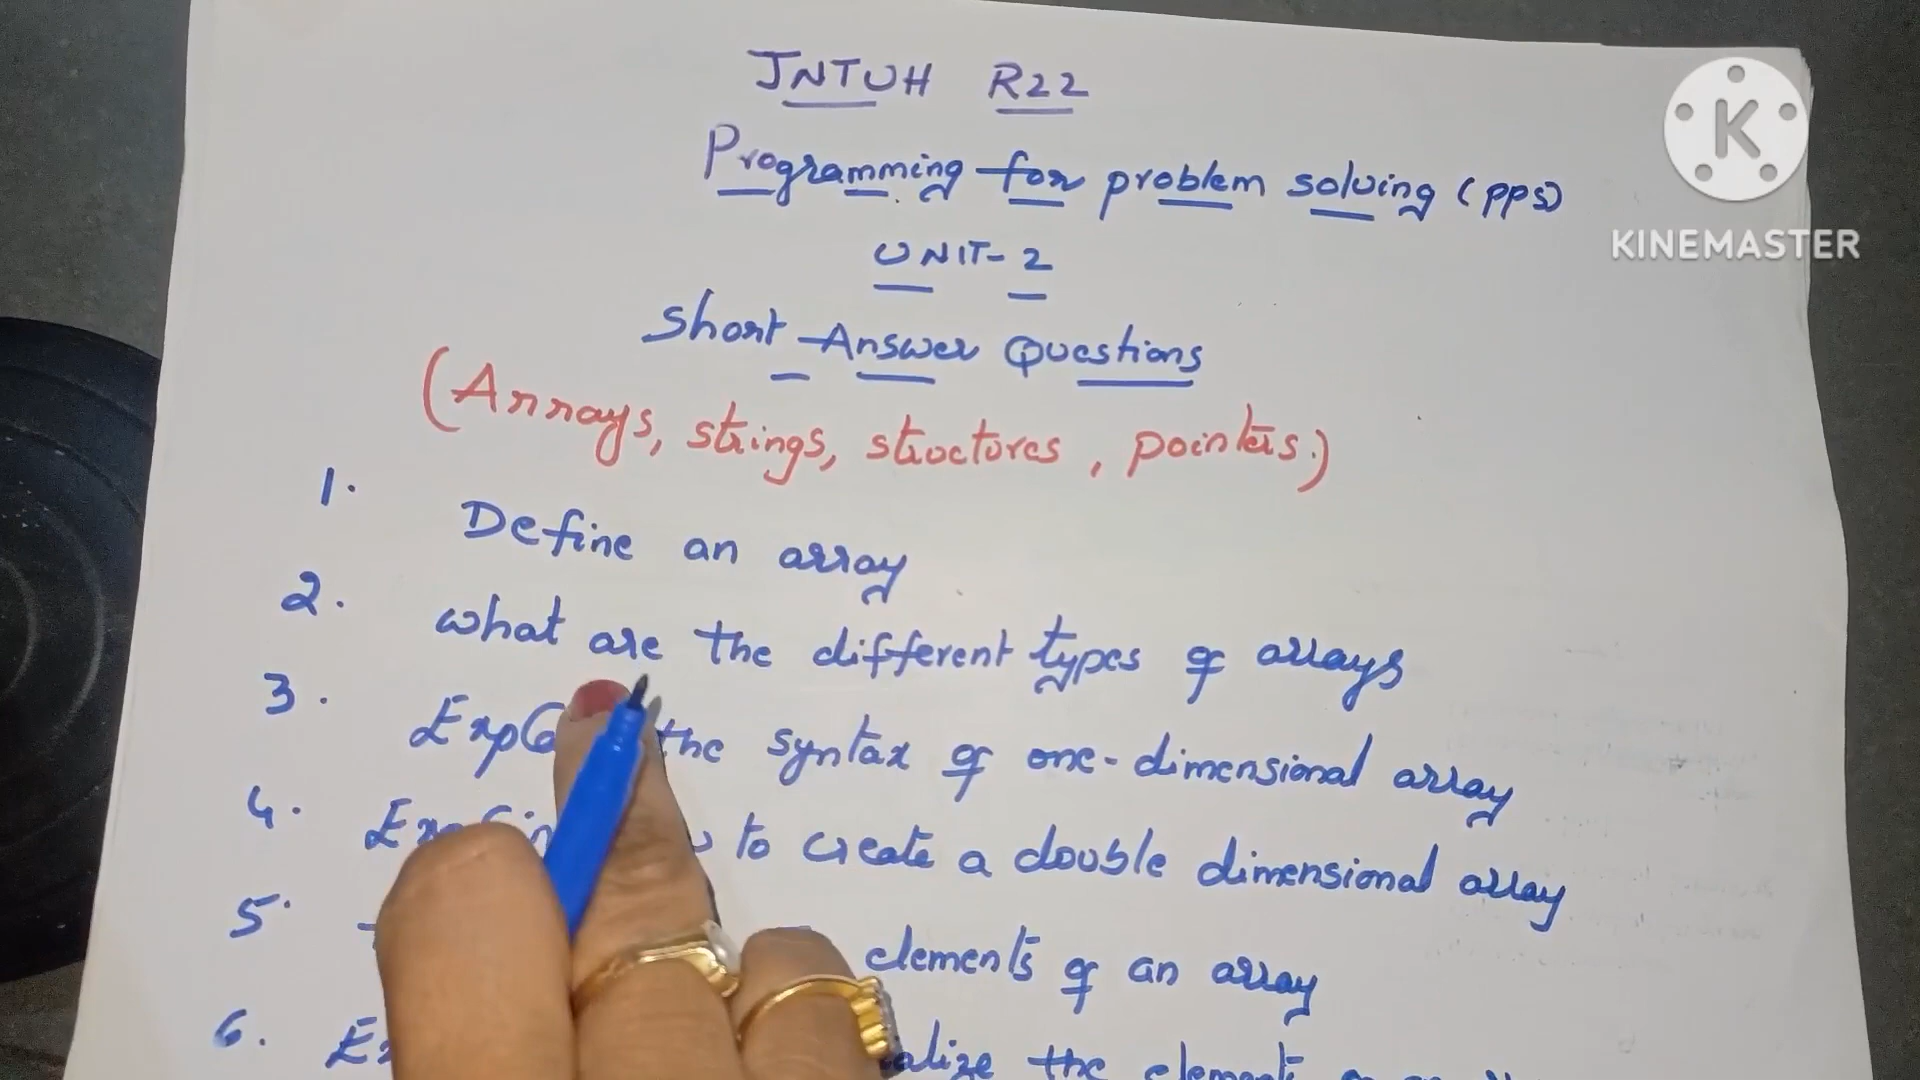 JNTUH R22
Programming for problem solving (pps)
UNIT-2
Short Answer Questions
(Arrays, strings, structures, pointers.)
1. Define an array
2. what are the different types of arrays
3. the syntax of one-dimensional array
4. to create a double dimensional array
5. elements of an array
6. the
K
KINEMASTER